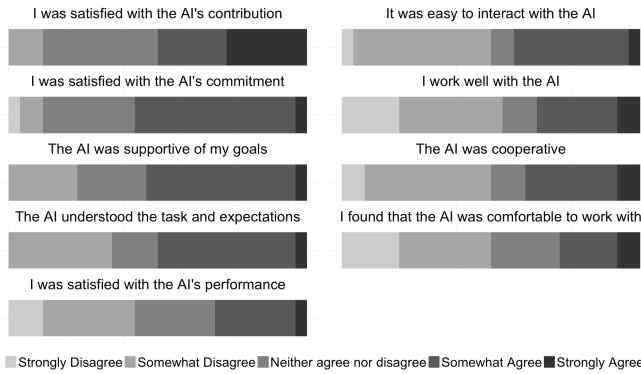 I was satisfied with the AI's contribution
It was easy to interact with the AI
I was satisfied with the AI's commitment
I work well with the AI
The AI was supportive of my goals
The AI was cooperative
The AI understood the task and expectations
I found that the AI was comfortable to work with
I was satisfied with the AI's performance
Strongly Disagree Somewhat Disagree Neither agree nor disagree Somewhat Agree Strongly Agree